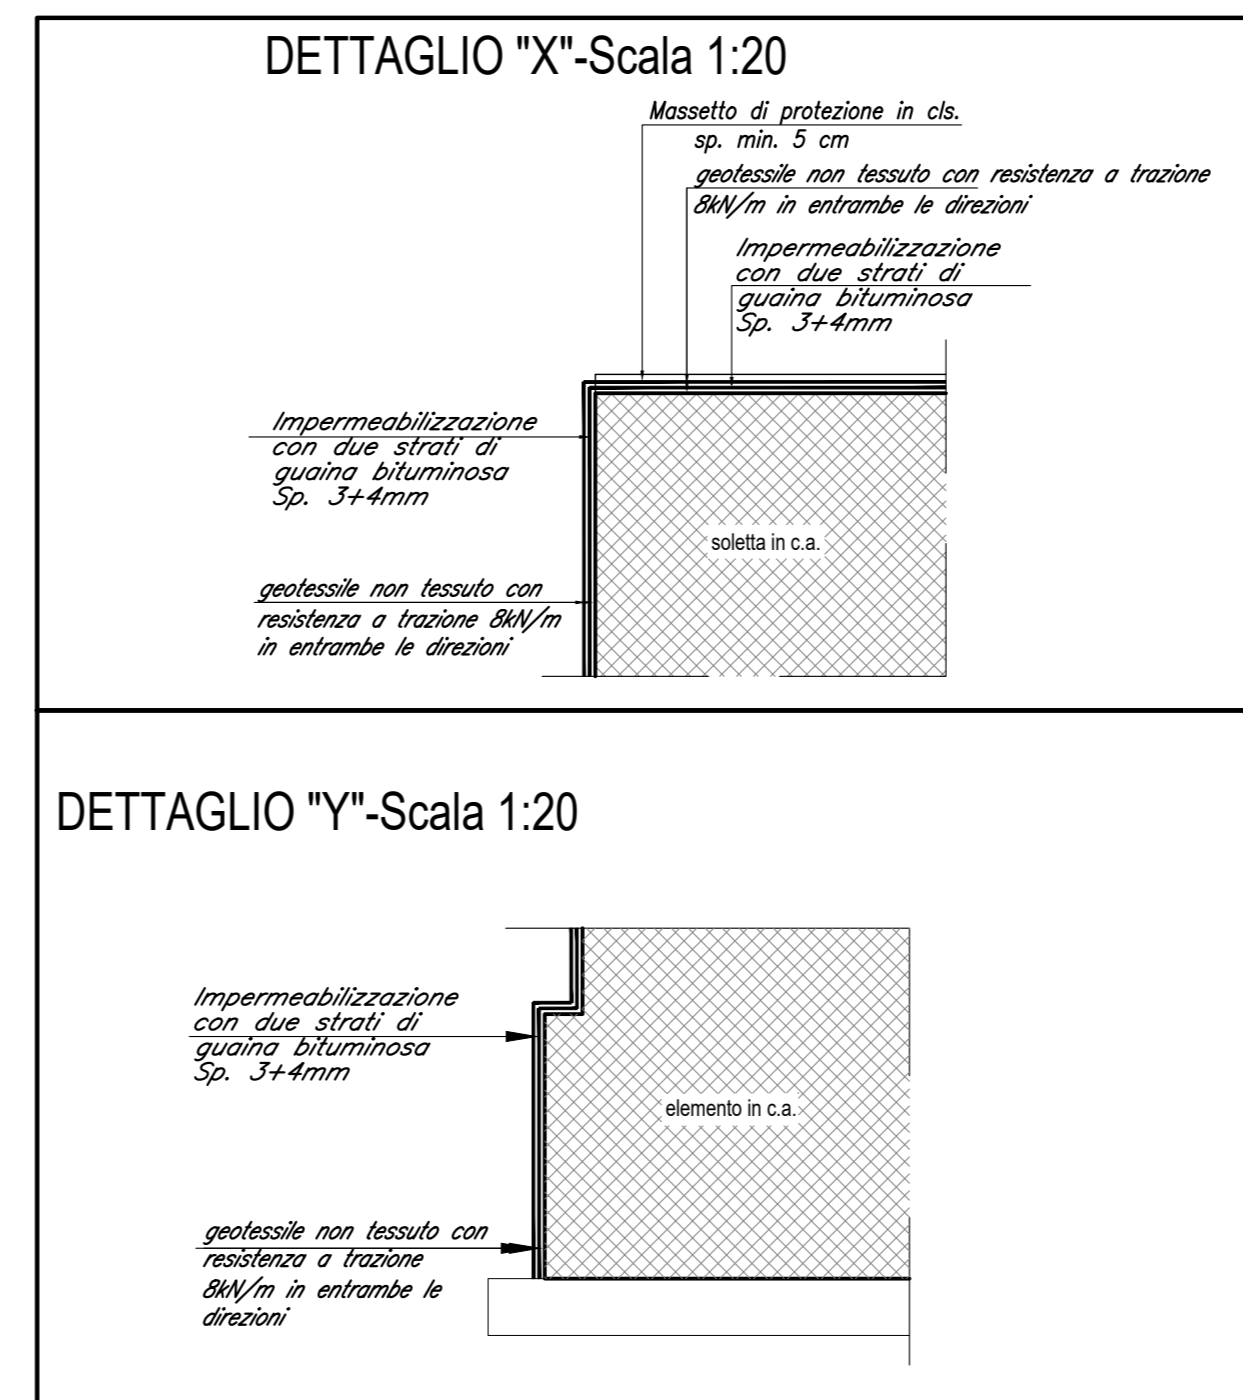 DETTAGLIO "X"-Scala 1:20
Massetto di protezione in cls.
sp. min. 5 cm
geotessile non tessuto con resistenza a trazione
8kN/m in entrambe le direzioni
Impermeabilizzazione
con due strati di
guaina bituminosa
Sp. 3+4mm
Impermeabilizzazione
con due strati di
guaina bituminosa
Sp. 3+4mm
soletta in c.a.
geotessile non tessuto con
resistenza a trazione 8kN/m
in entrambe le direzioni
DETTAGLIO "Y"-Scala 1:20
Impermeabilizzazione
con due strati di
guaina bituminosa
Sp. 3+4mm
elemento in c.a.
geotessile non tessuto con
resistenza a trazione
8kN/m in entrambe le
direzioni